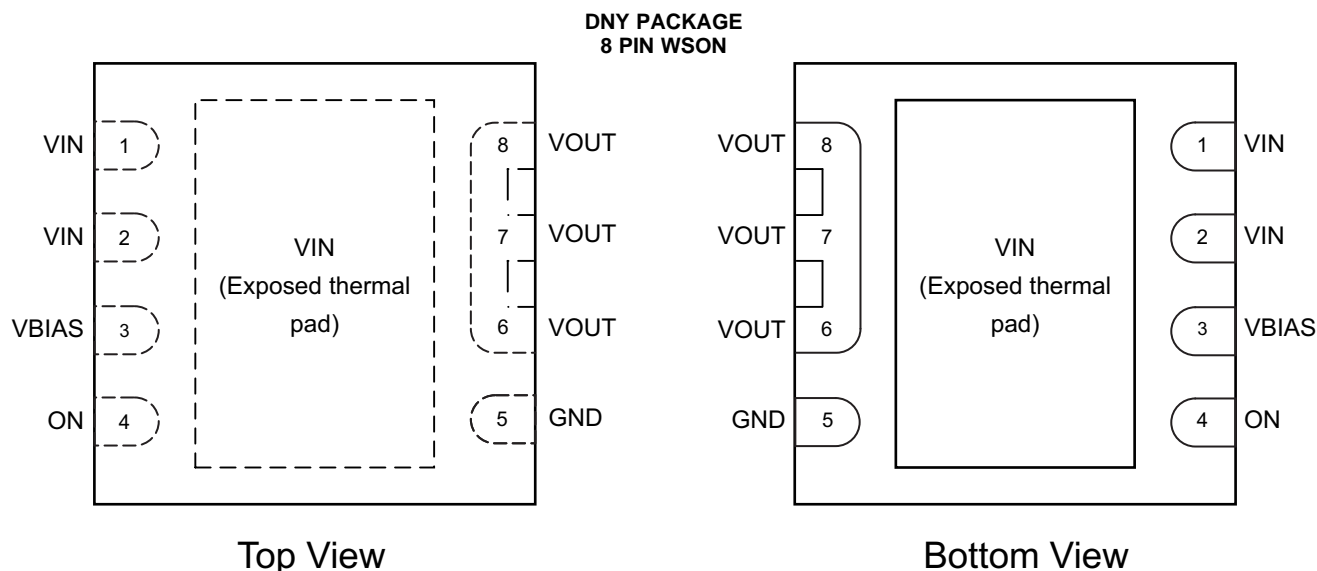 DNY PACKAGE
8 PIN WSON
VIN 1
VIN 2
VBIAS 3
ON 4
VIN
(Exposed thermal
pad)
8 VOUT
7 VOUT
6 VOUT
5 GND
Top View
VOUT 8
VOUT 7
VOUT 6
GND 5
VIN
(Exposed thermal
pad)
1 VIN
2 VIN
3 VBIAS
4 ON
Bottom View